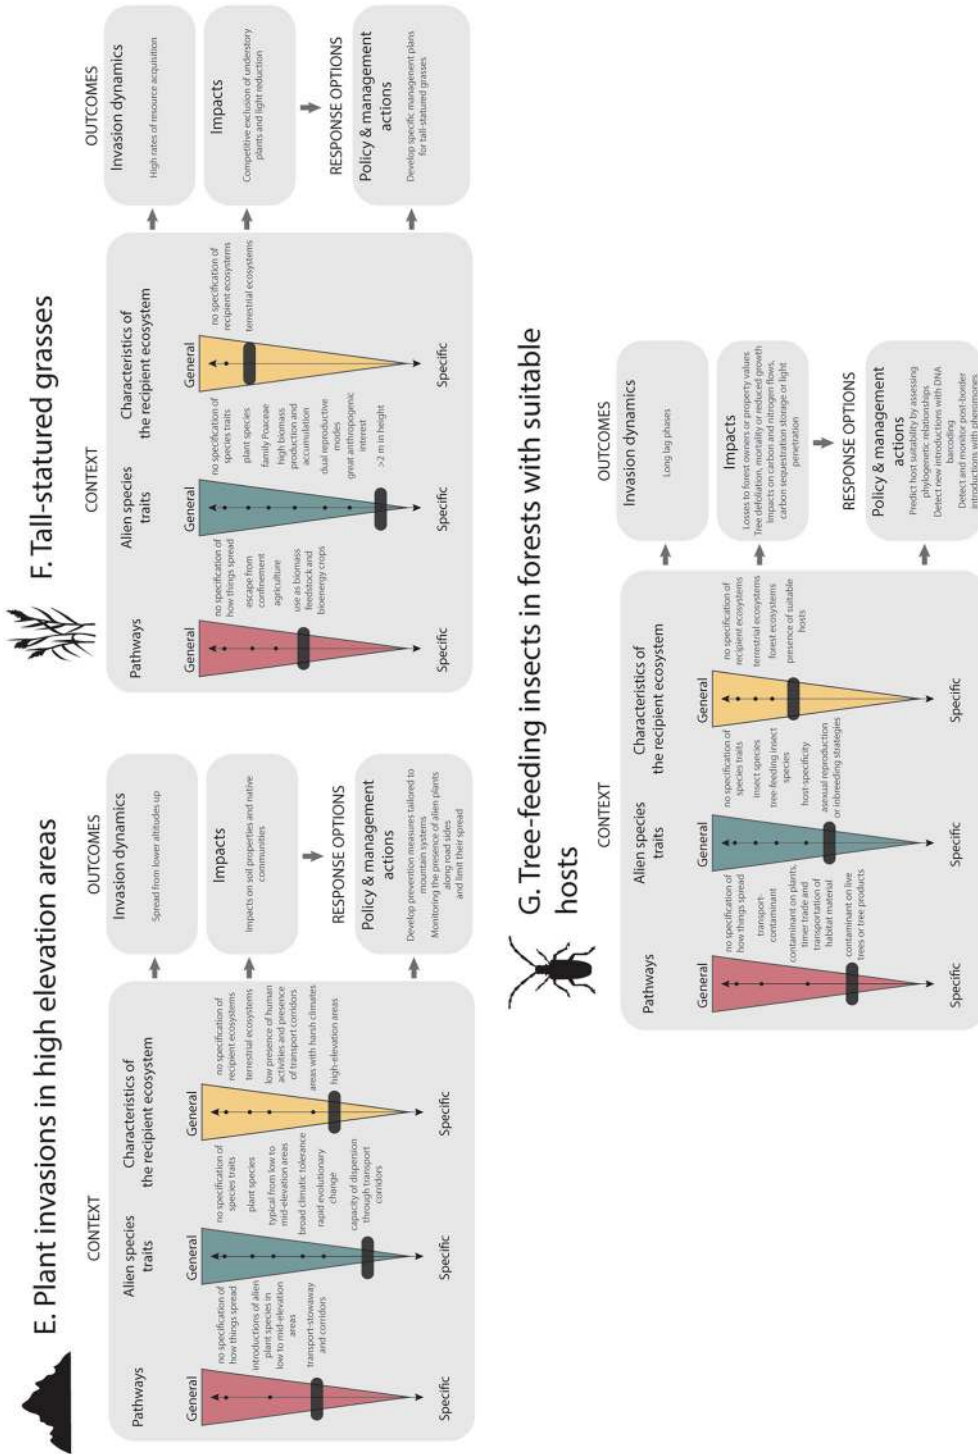 E. Plant invasions in high elevation areas
CONTEXT
Pathways
General
no specification of
how things spread
introductions of alien
plant species in
low to mid-elevation
areas
transport-stowaway
and corridors
Specific
Alien species
traits
General
no specification of
species traits
plant species
typical from low to
mid-elevation areas
broad climatic tolerance
rapid evolutionary
change
capacity of dispersion
through transport
corridors
Specific
Characteristics of
the recipient ecosystem
General
no specification of
recipient ecosystems
terrestrial ecosystems
low presence of human
activities and presence
of transport corridors
areas with harsh climates
high-elevation areas
Specific
OUTCOMES
Invasion dynamics
Spread from lower altitudes up
Impacts
Impacts on soil properties and native
communities
RESPONSE OPTIONS
Policy & management
actions
Develop prevention measures tailored to
mountain systems
Monitoring the presence of alien plants
along road sides
and limit their spread
F. Tall-statured grasses
CONTEXT
Pathways
General
no specification of
how things spread
escape from
confinement
agriculture
use as biomass
feedstock and
bioenergy crops
Specific
Alien species
traits
General
no specification of
species traits
plant species
family Poaceae
high biomass
production and
accumulation
dual reproductive
modes
great anthropogenic
interest
>2 m in height
Specific
Characteristics of
the recipient ecosystem
General
no specification of
recipient ecosystems
terrestrial ecosystems
Specific
OUTCOMES
Invasion dynamics
High rates of resource acquisition
Impacts
Competitive exclusion of understory
plants and light reduction
RESPONSE OPTIONS
Policy & management
actions
Develop specific management plans
for tall-statured grasses
G. Tree-feeding insects in forests with suitable
hosts
CONTEXT
Pathways
General
no specification of
how things spread
transport-
contaminant
contaminant on plants,
timer trade and
transportation of
habitat material
contaminant on live
trees or tree products
Specific
Alien species
traits
General
no specification of
species traits
insect species
tree-feeding insect
species
host-specificity
asexual reproduction
or inbreeding strategies
Specific
Characteristics of
the recipient ecosystem
General
no specification of
recipient ecosystems
terrestrial ecosystems
forest ecosystems
presence of suitable
hosts
Specific
OUTCOMES
Invasion dynamics
Long lag phases
Impacts
Losses to forest owners or property values
Tree defoliation, mortality or reduced growth
Impacts on carbon and nitrogen flows,
carbon sequestration storage or light
penetration
RESPONSE OPTIONS
Policy & management
actions
Predict host suitability by assessing
phylogenetic relationships
Detect new introductions with DNA
barcoding
Detect and monitor post-border
introductions with pheromones